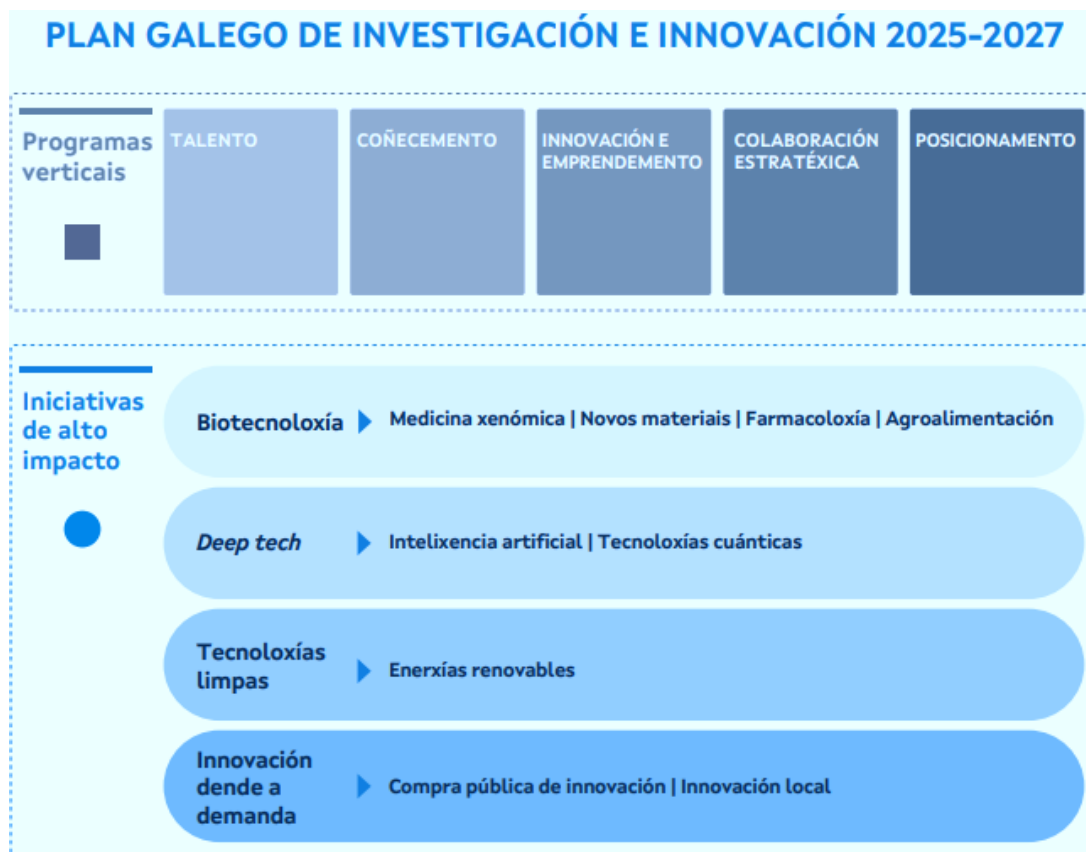 PLAN GALEGO DE INVESTIGACIÓN E INNOVACIÓN 2025-2027
Programas
verticais
TALENTO
COÑECEMENTO
INNOVACIÓN E
EMPRENDEMENTO
COLABORACIÓN
ESTRATÉXICA
POSICIONAMENTO
Iniciativas
de alto
impacto
Biotecnoloxía
Medicina xenómica | Novos materiais | Farmacoloxía | Agroalimentación
Deep tech
Intelixencia artificial | Tecnoloxías cuánticas
Tecnoloxías
limpas
Enerxías renovables
Innovación
dende a
demanda
Compra pública de innovación | Innovación local